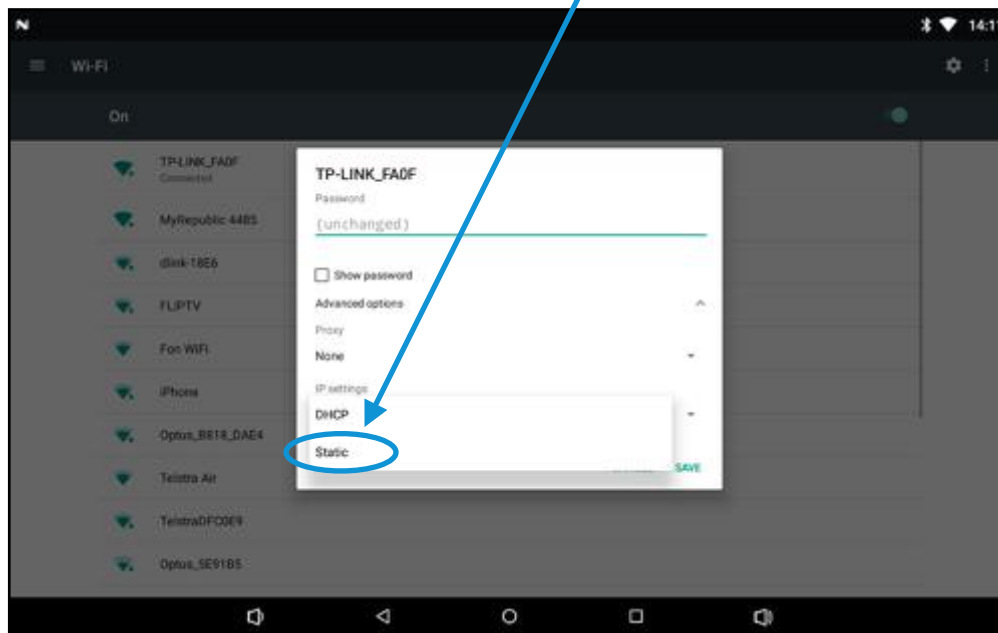 14:1
Wi-Fi
On
TP-LINK_FA0F
Connected
MyRepublic 4485
dlink-18E6
FLIPTV
Fon WiFi
iPhone
Optus_B818_DAE4
Telstra Air
TelstraDFC0E9
Optus_5E91B5
TP-LINK_FA0F
Password
(unchanged)
Show password
Advanced options
Proxy
None
IP settings
DHCP
Static
SAVE